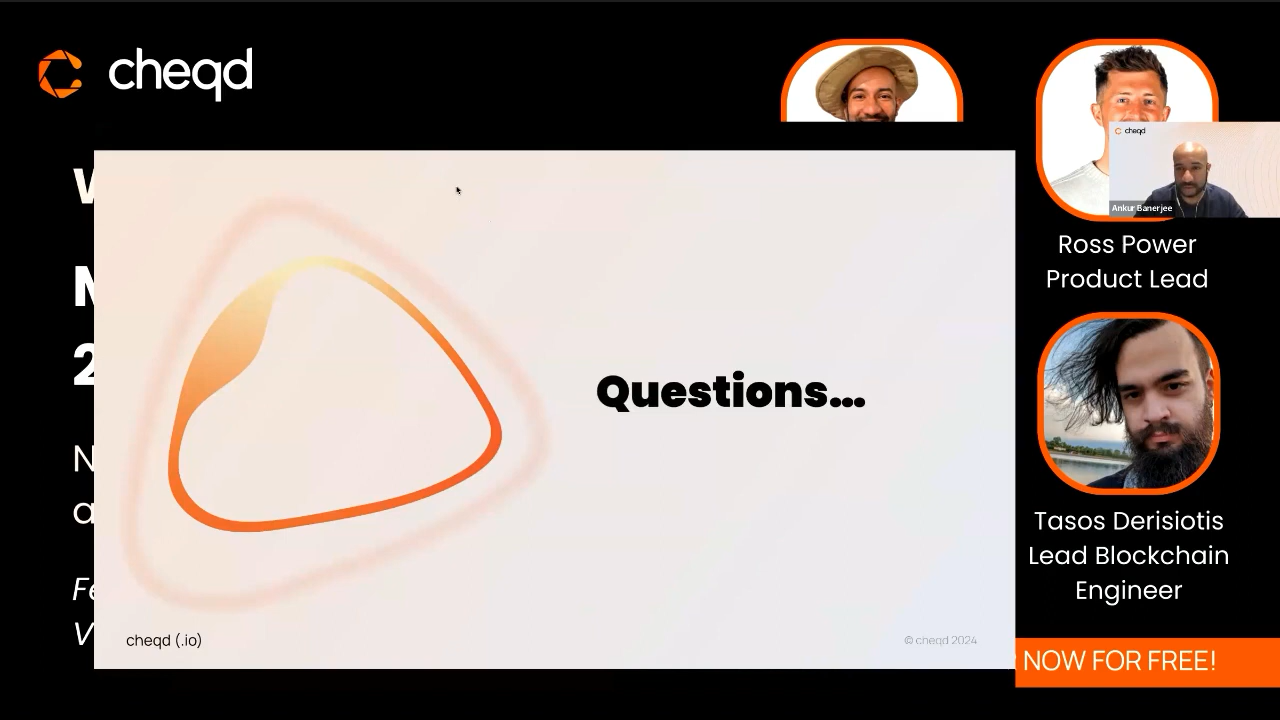 cheqd
cheqd
Ankur Banerjee
Ross Power
Product Lead
Questions...
Tasos Derisiotis
Lead Blockchain
Engineer
cheqd (.io)
© cheqd 2024
NOW FOR FREE!